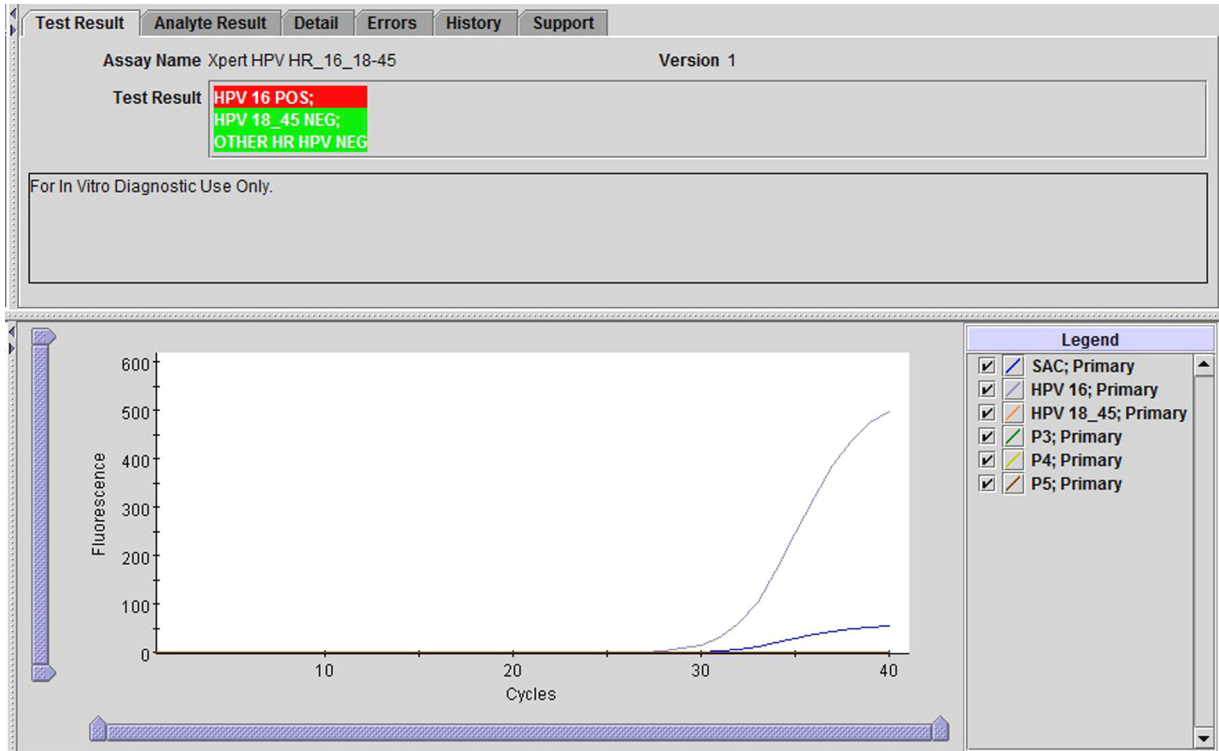 Test Result Analyte Result Detail Errors History Support
Assay Name Xpert HPV HR_16_18-45 Version 1
Test Result HPV 16 POS;
HPV 18_45 NEG;
OTHER HR HPV NEG
For In Vitro Diagnostic Use Only.
600
500
400
300
200
100
0
Fluorescence
10 20 30 40
Cycles
Legend
SAC; Primary
HPV 16; Primary
HPV 18_45; Primary
P3; Primary
P4; Primary
P5; Primary